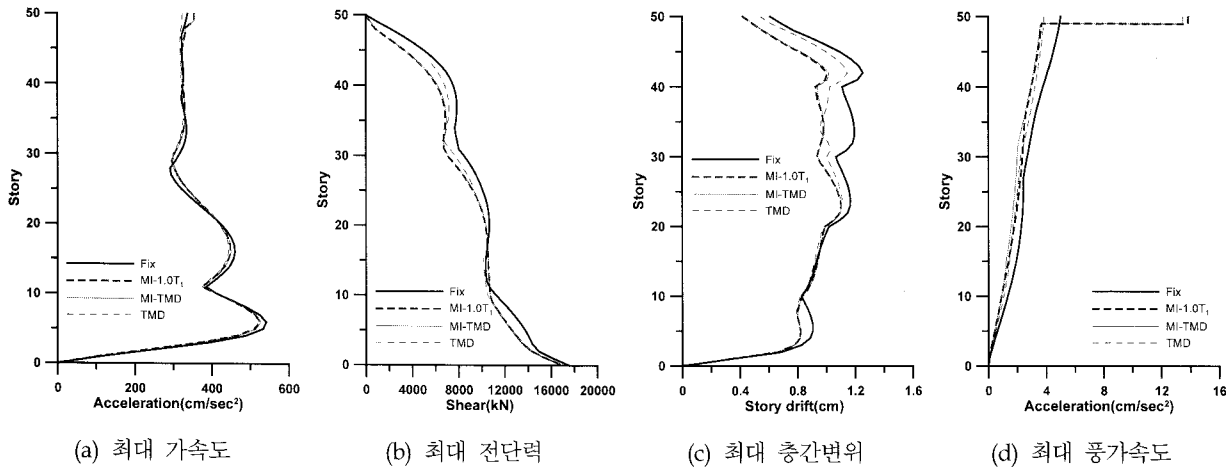 50
40
30
20
10
0
Story
Fix
MI-1.0T₁
MI-TMD
TMD
0 200 400 600
Acceleration(cm/sec²)
(a) 최대 가속도
50
40
30
20
10
0
Story
Fix
MI-1.0T₁
MI-TMD
TMD
0 4000 8000 12000 16000 20000
Shear(kN)
(b) 최대 전단력
50
40
30
20
10
0
Story
Fix
MI-1.0T₁
MI-TMD
TMD
0 0.4 0.8 1.2 1.6
Story drift(cm)
(c) 최대 층간변위
50
40
30
20
10
0
Story
Fix
MI-1.0T₁
MI-TMD
TMD
0 4 8 12 16
Acceleration(cm/sec²)
(d) 최대 풍가속도